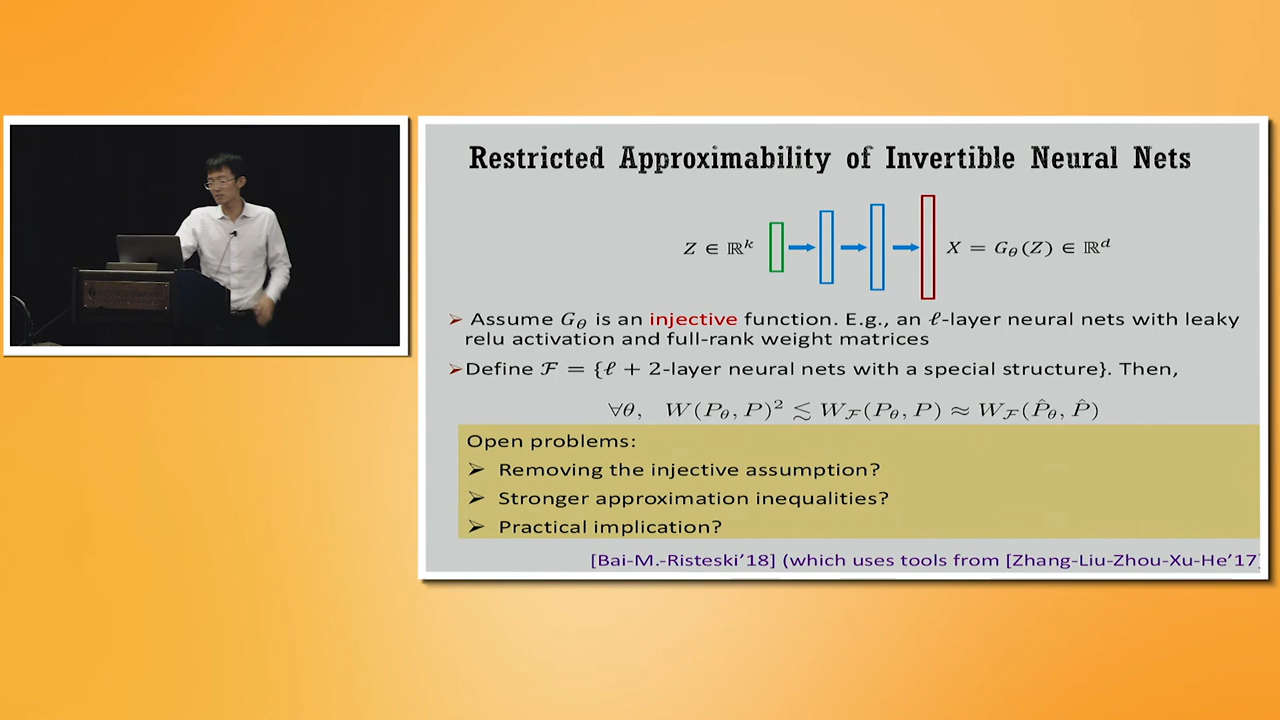 Restricted Approximability of Invertible Neural Nets
Z ∈ ℝᵏ
X = G_θ(Z) ∈ ℝᵈ
➢ Assume G_θ is an injective function. E.g., an ℓ-layer neural nets with leaky
relu activation and full-rank weight matrices
➢Define ℱ = {ℓ + 2-layer neural nets with a special structure}. Then,
∀θ, W(P_θ, P)² ≲ W_ℱ(P_θ, P) ≈ W_ℱ(P̂_θ, P̂)
Open problems:
➢ Removing the injective assumption?
➢ Stronger approximation inequalities?
➢ Practical implication?
[Bai-M.-Risteski’18] (which uses tools from [Zhang-Liu-Zhou-Xu-He’17]